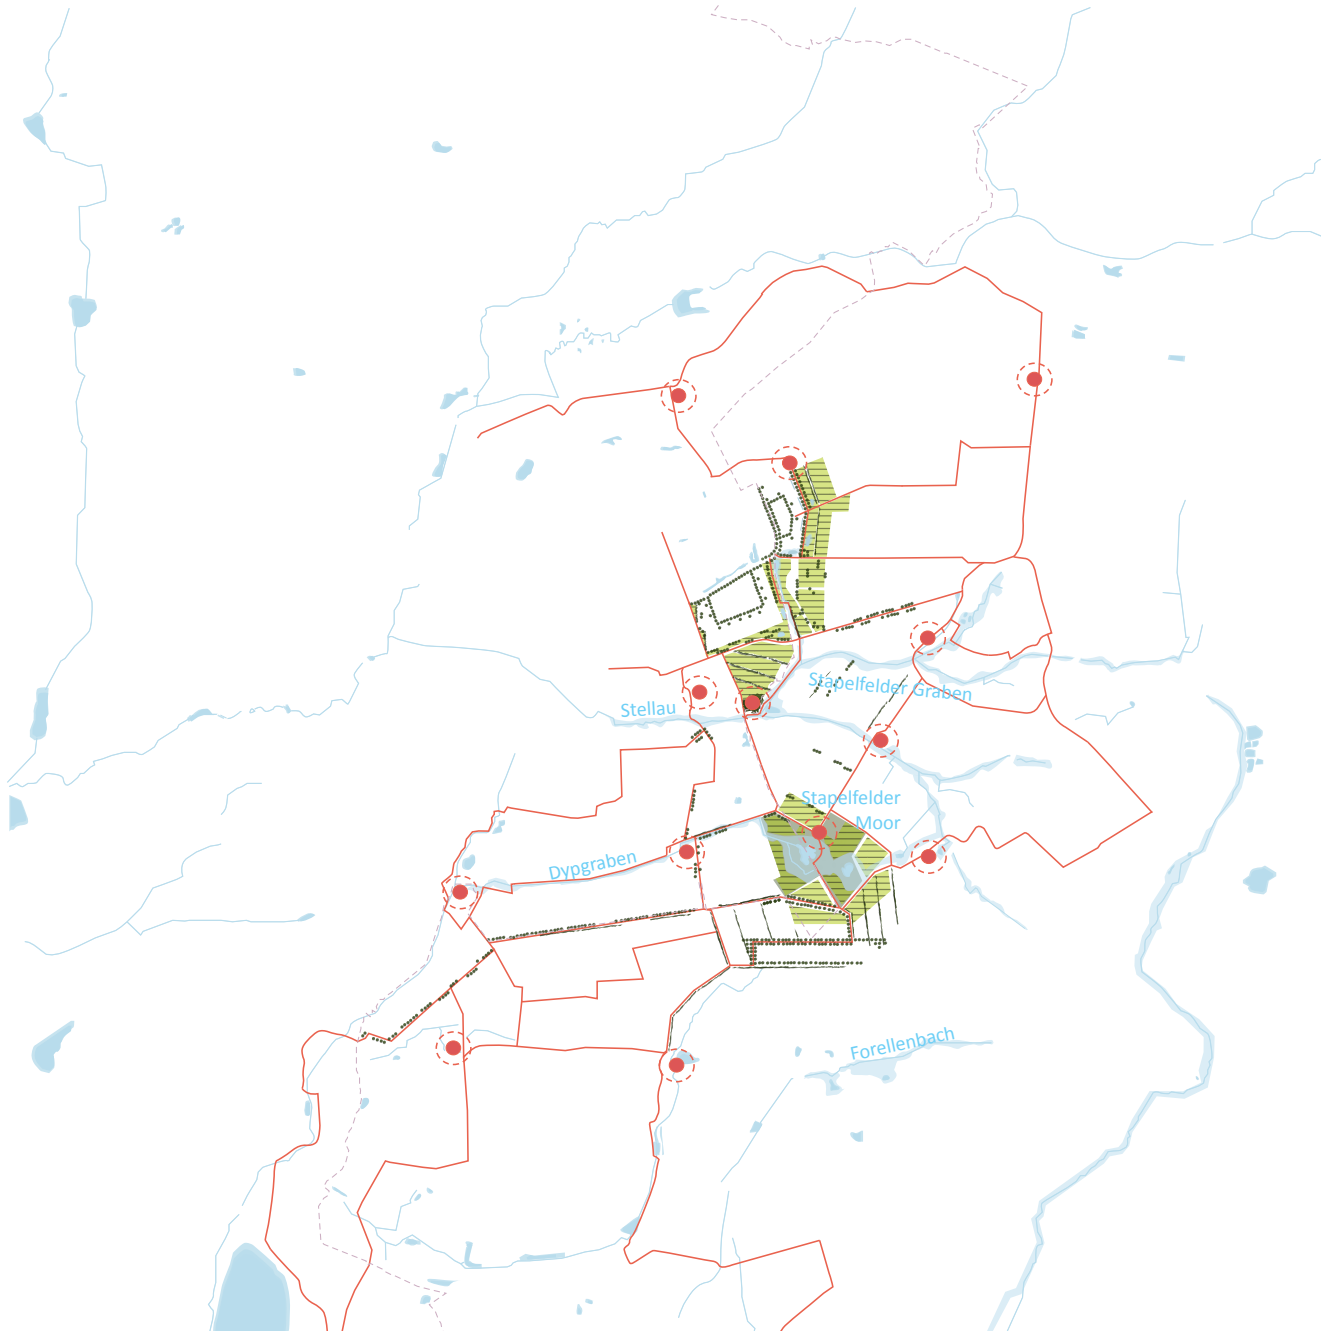 Stapelfelder Graben
Stellau
Stapelfelder
Moor
Dypgraben
Forellenbach